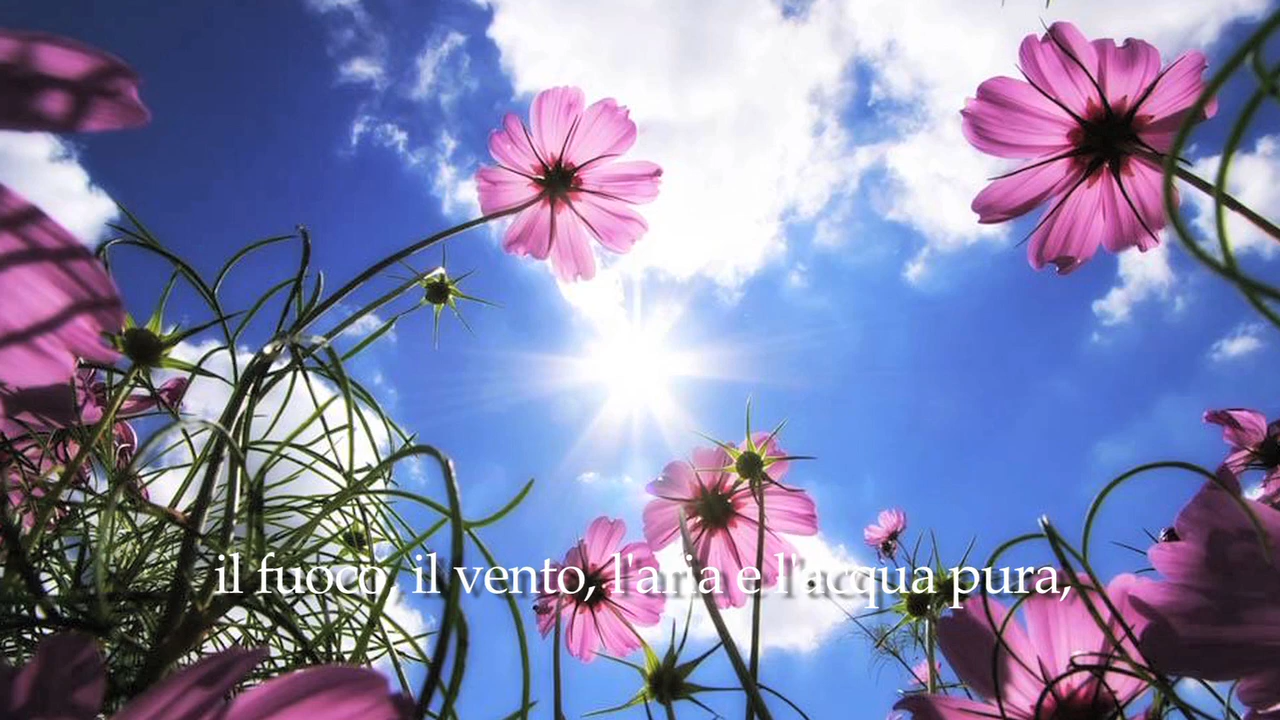 il fuoco, il vento, l'aria e l'acqua pura,